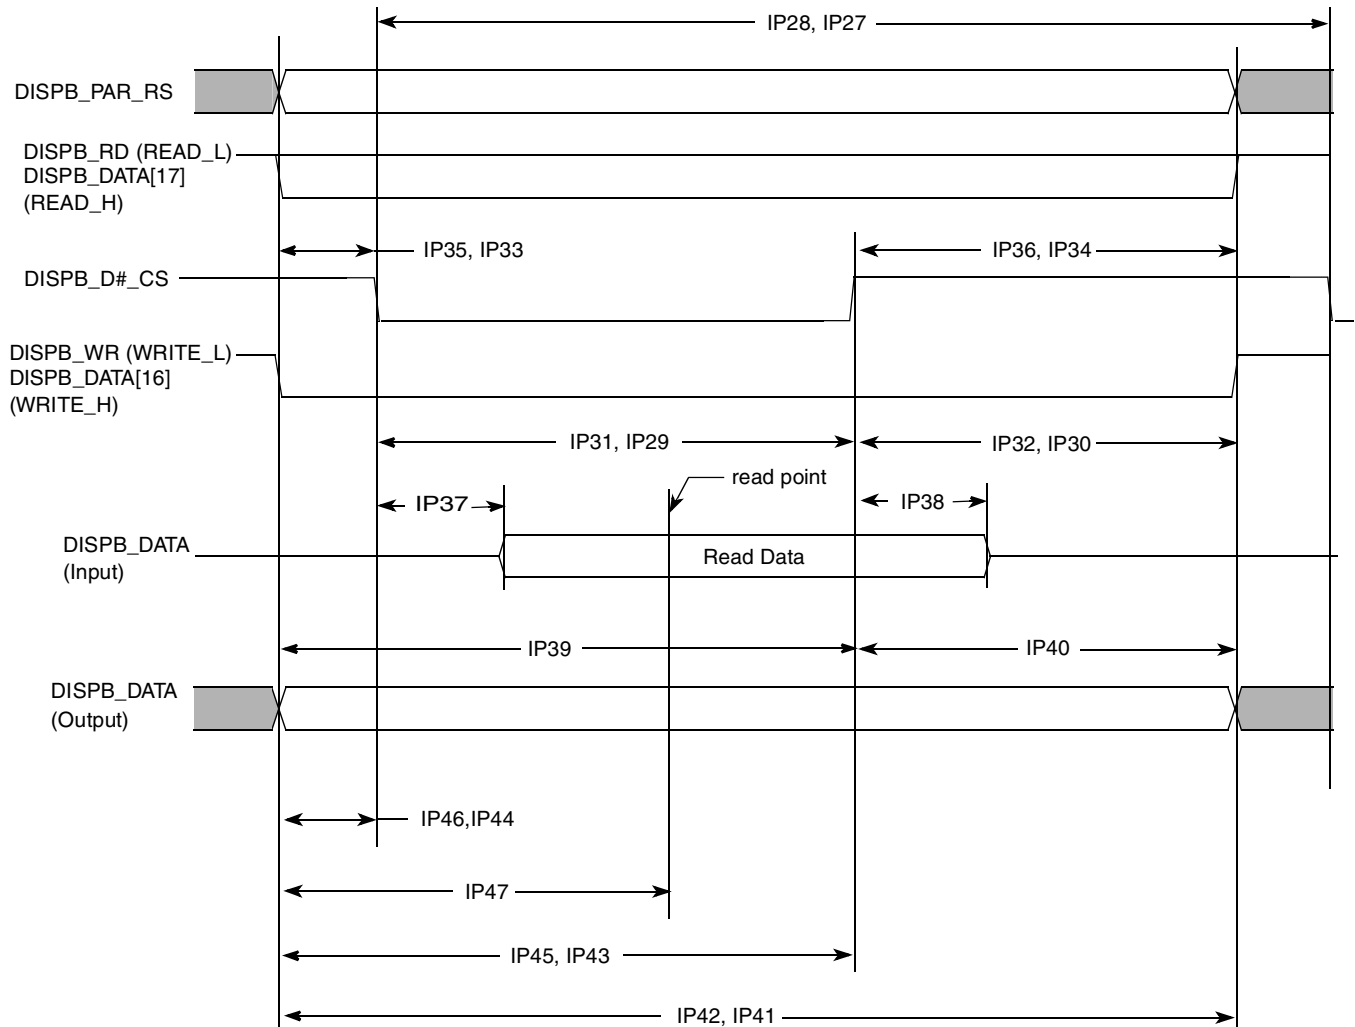 IP28, IP27
DISPB_PAR_RS
DISPB_RD (READ_L)
DISPB_DATA[17]
(READ_H)
IP35, IP33
IP36, IP34
DISPB_D#_CS
DISPB_WR (WRITE_L)
DISPB_DATA[16]
(WRITE_H)
IP31, IP29
IP32, IP30
read point
IP37
IP38
DISPB_DATA
(Input)
Read Data
IP39
IP40
DISPB_DATA
(Output)
IP46,IP44
IP47
IP45, IP43
IP42, IP41